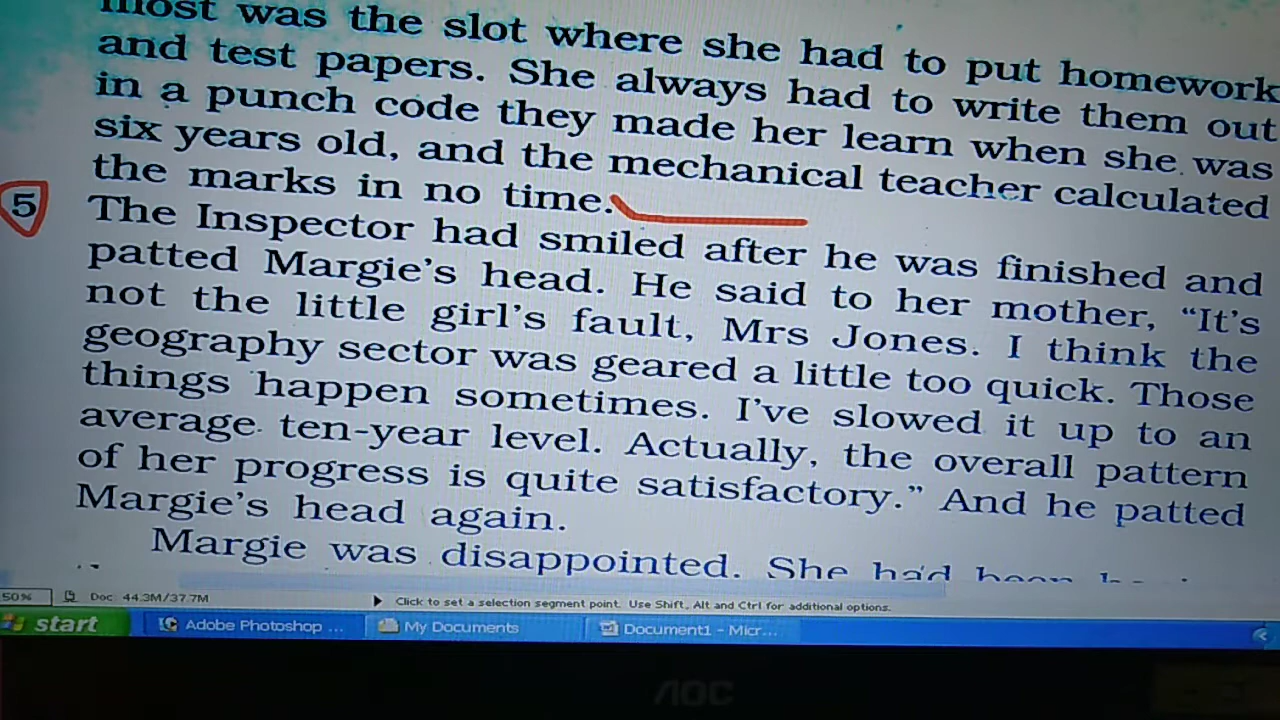 most was the slot where she had to put homework
and test papers. She always had to write them out
in a punch code they made her learn when she was
six years old, and the mechanical teacher calculated
the marks in no time.
5
The Inspector had smiled after he was finished and
patted Margie's head. He said to her mother, “It's
not the little girl's fault, Mrs Jones. I think the
geography sector was geared a little too quick. Those
things happen sometimes. I've slowed it up to an
average ten-year level. Actually, the overall pattern
of her progress is quite satisfactory.” And he patted
Margie's head again.
Margie was disappointed. She had been
50% Doc: 44.3M/37.7M Click to set a selection segment point. Use Shift, Alt and Ctrl for additional options.
start Adobe Photoshop ... My Documents Document1 - Micr...
AOC